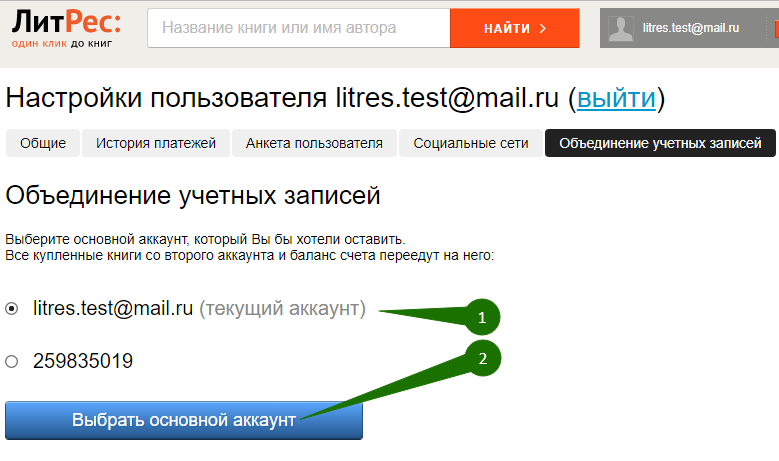 ЛитРес:
один клик до книг
Название книги или имя автора
НАЙТИ
litres.test@mail.ru
Настройки пользователя litres.test@mail.ru (выйти)
Общие
История платежей
Анкета пользователя
Социальные сети
Объединение учетных записей
Объединение учетных записей
Выберите основной аккаунт, который Вы бы хотели оставить.
Все купленные книги со второго аккаунта и баланс счета переедут на него:
litres.test@mail.ru (текущий аккаунт)
1
259835019
2
Выбрать основной аккаунт